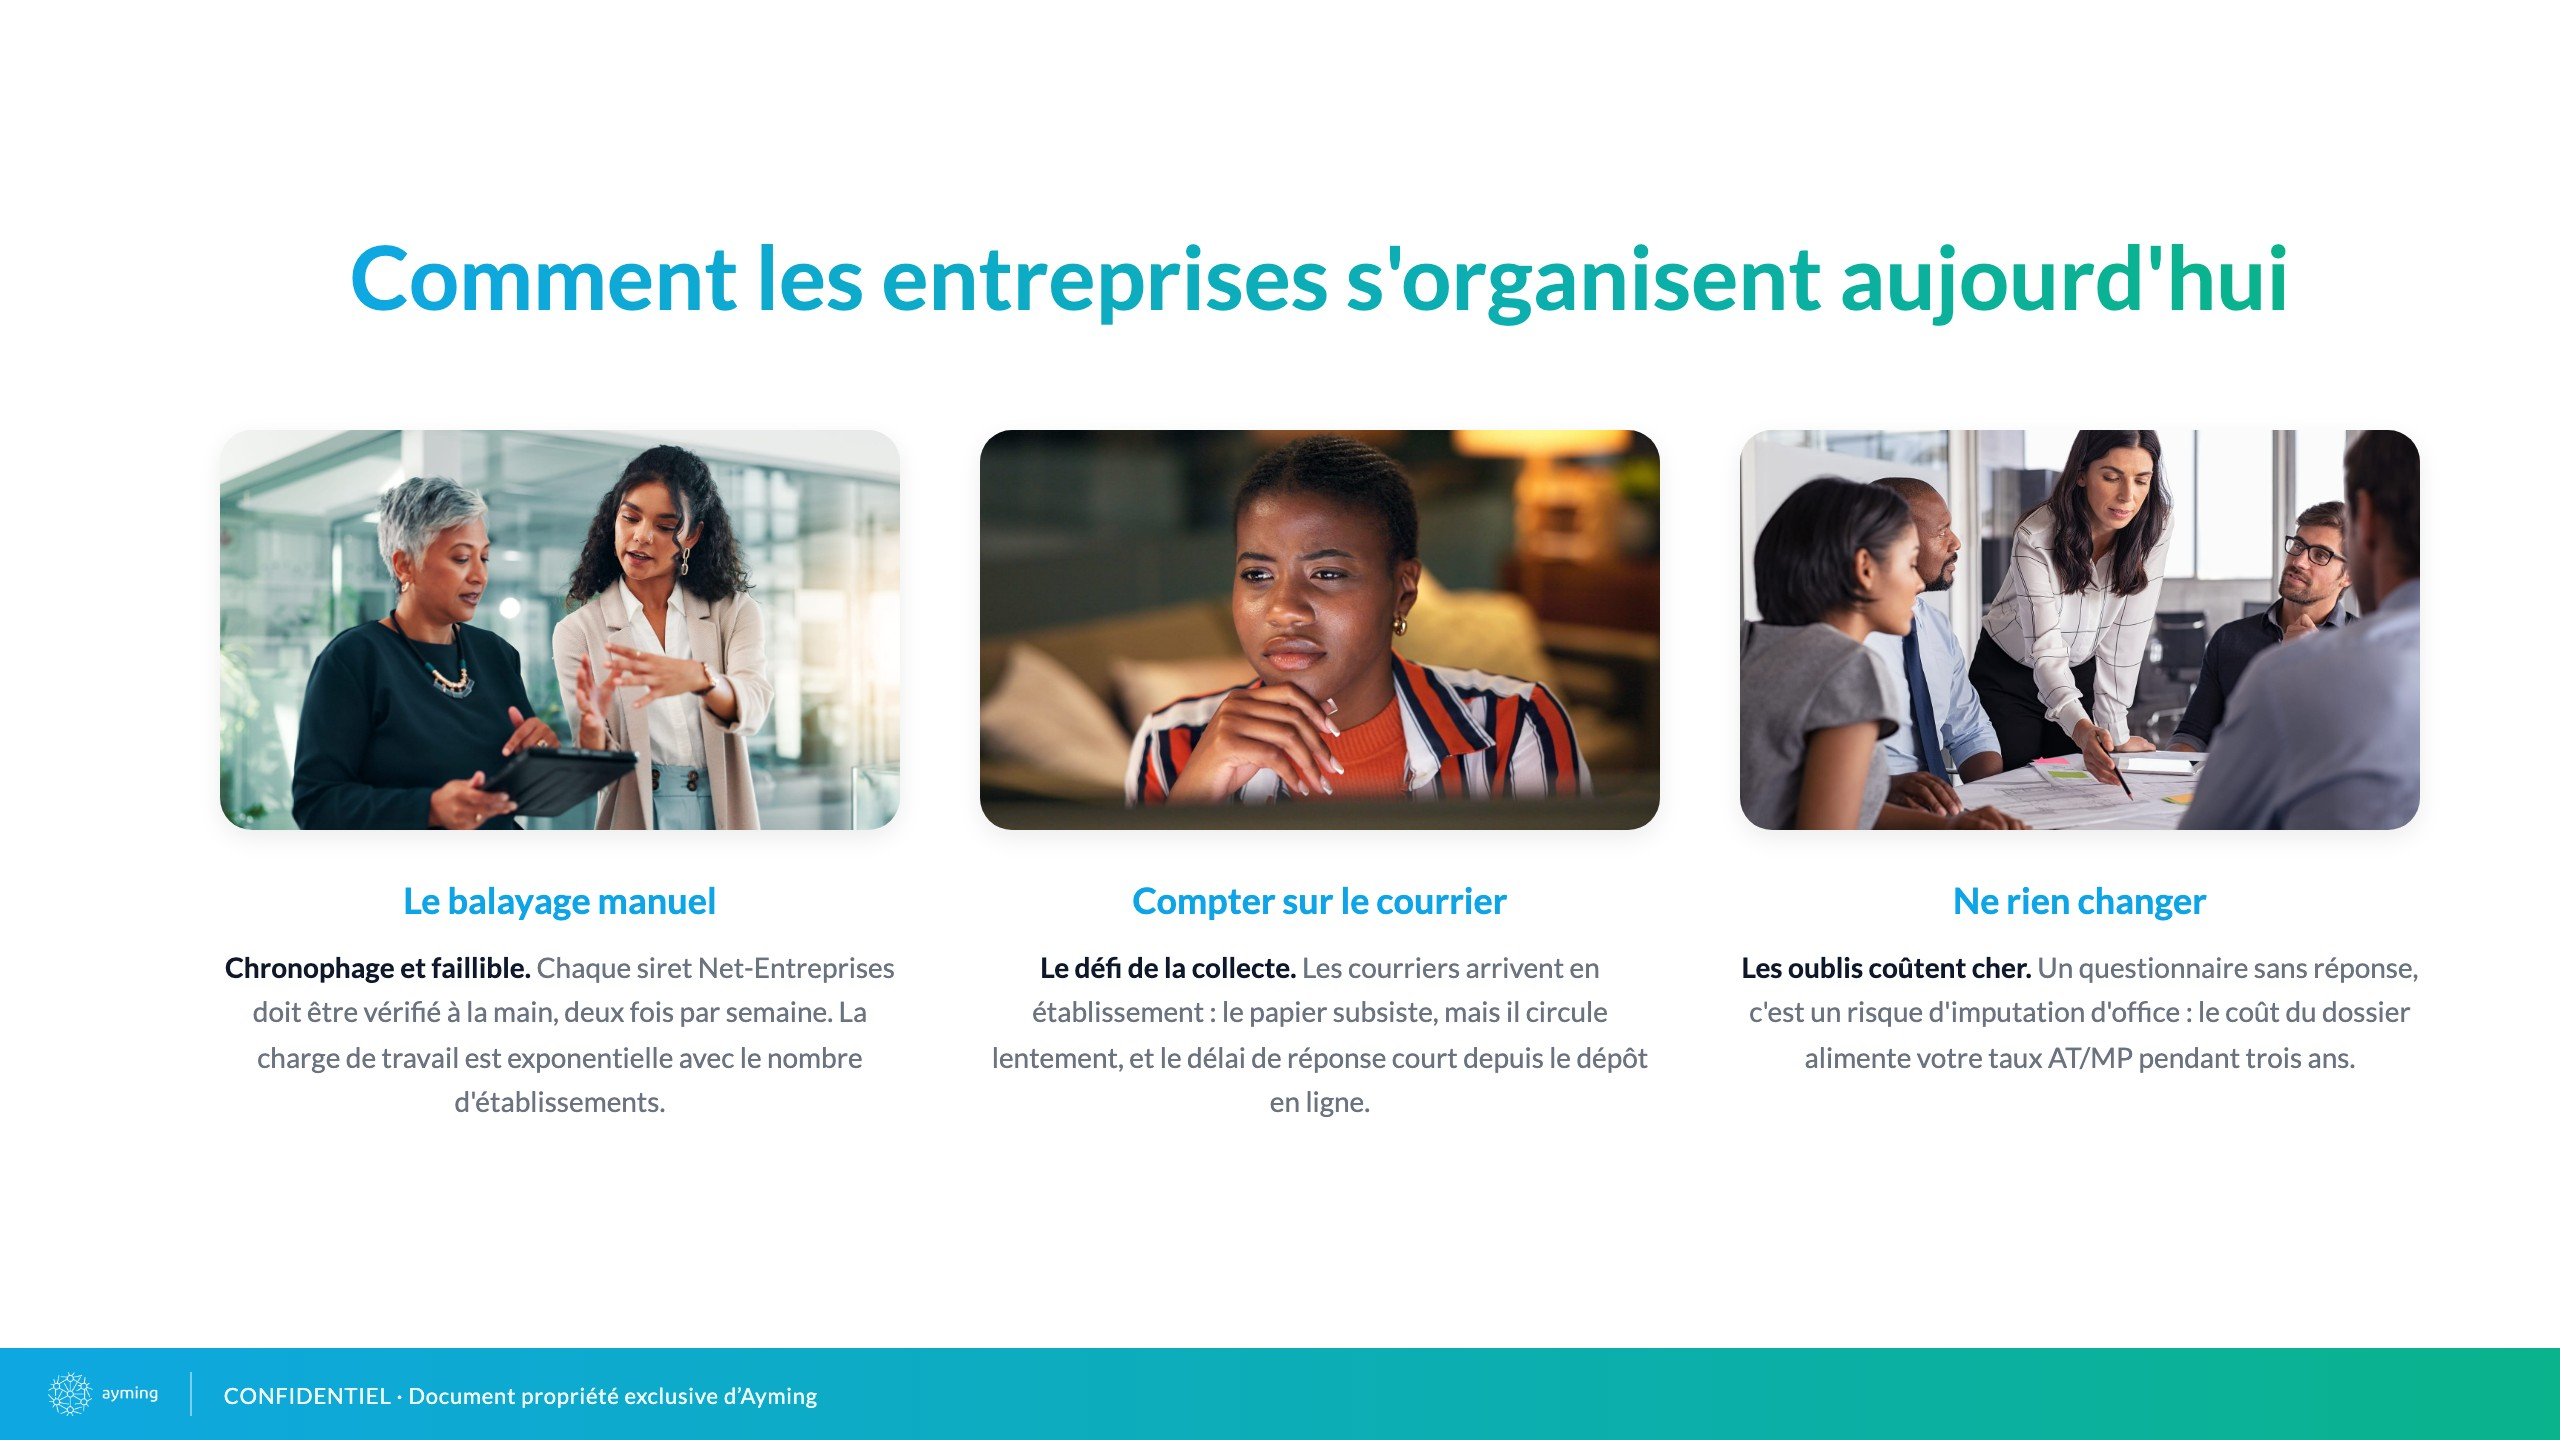 Comment les entreprises s'organisent aujourd'hui
Le balayage manuel
Chronophage et faillible. Chaque siret Net-Entreprises
doit être vérifié à la main, deux fois par semaine. La
charge de travail est exponentielle avec le nombre
d'établissements.
Compter sur le courrier
Le défi de la collecte. Les courriers arrivent en
établissement : le papier subsiste, mais il circule
lentement, et le délai de réponse court depuis le dépôt
en ligne.
Ne rien changer
Les oublis coûtent cher. Un questionnaire sans réponse,
c'est un risque d'imputation d'office : le coût du dossier
alimente votre taux AT/MP pendant trois ans.
ayming
CONFIDENTIEL · Document propriété exclusive d’Ayming